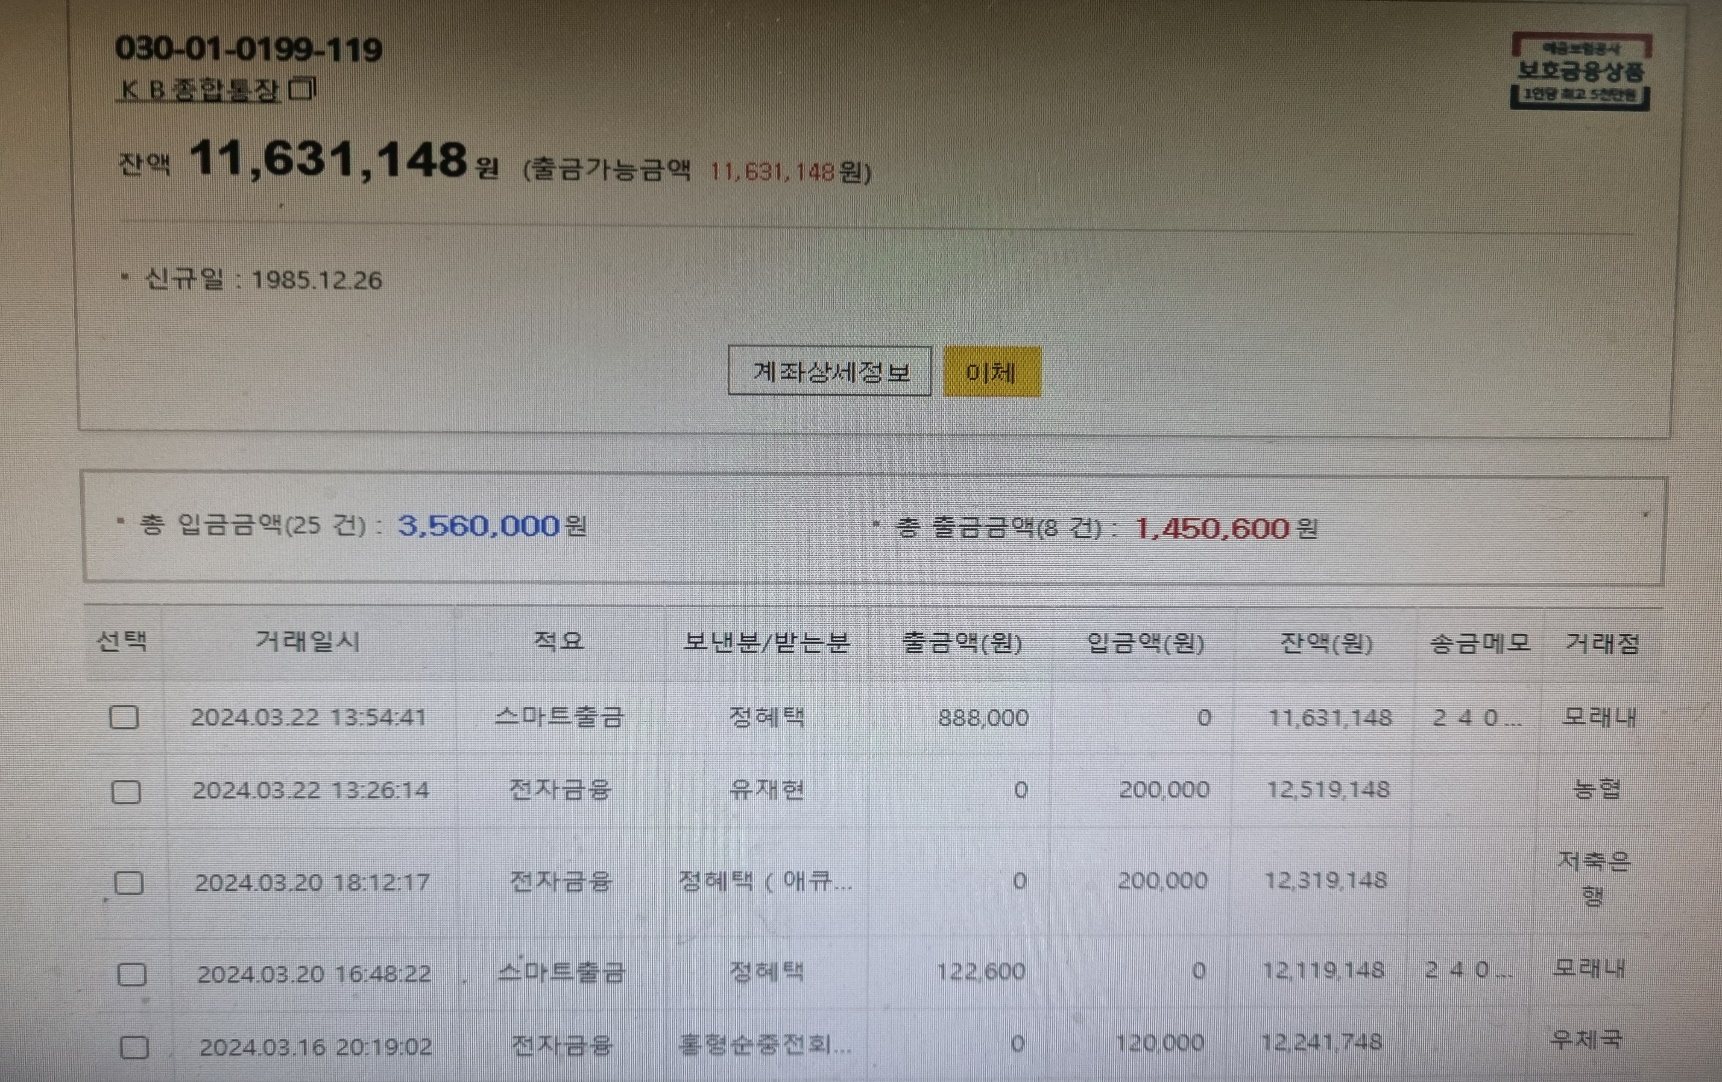 030-01-0199-119
예금보험공사
보호금융상품
1인당 최고 5천만원
K B 종합통장
잔액 11,631,148원 (출금가능금액 11,631,148원)
신규일 : 1985.12.26
계좌상세정보 이체
총 입금금액(25 건) : 3,560,000원 총 출금금액(8 건) : 1,450,600원
선택 거래일시 적요 보낸분/받는분 출금액(원) 입금액(원) 잔액(원) 송금메모 거래점
2024.03.22 13:54:41 스마트출금 정혜택 888,000 0 11,631,148 2 4 0... 모래내
2024.03.22 13:26:14 전자금융 유재현 0 200,000 12,519,148 농협
2024.03.20 18:12:17 전자금융 정혜택 ( 애큐... 0 200,000 12,319,148 저축은행
2024.03.20 16:48:22 스마트출금 정혜택 122,600 0 12,119,148 2 4 0... 모래내
2024.03.16 20:19:02 전자금융 홍형순중전회... 0 120,000 12,241,748 우체국